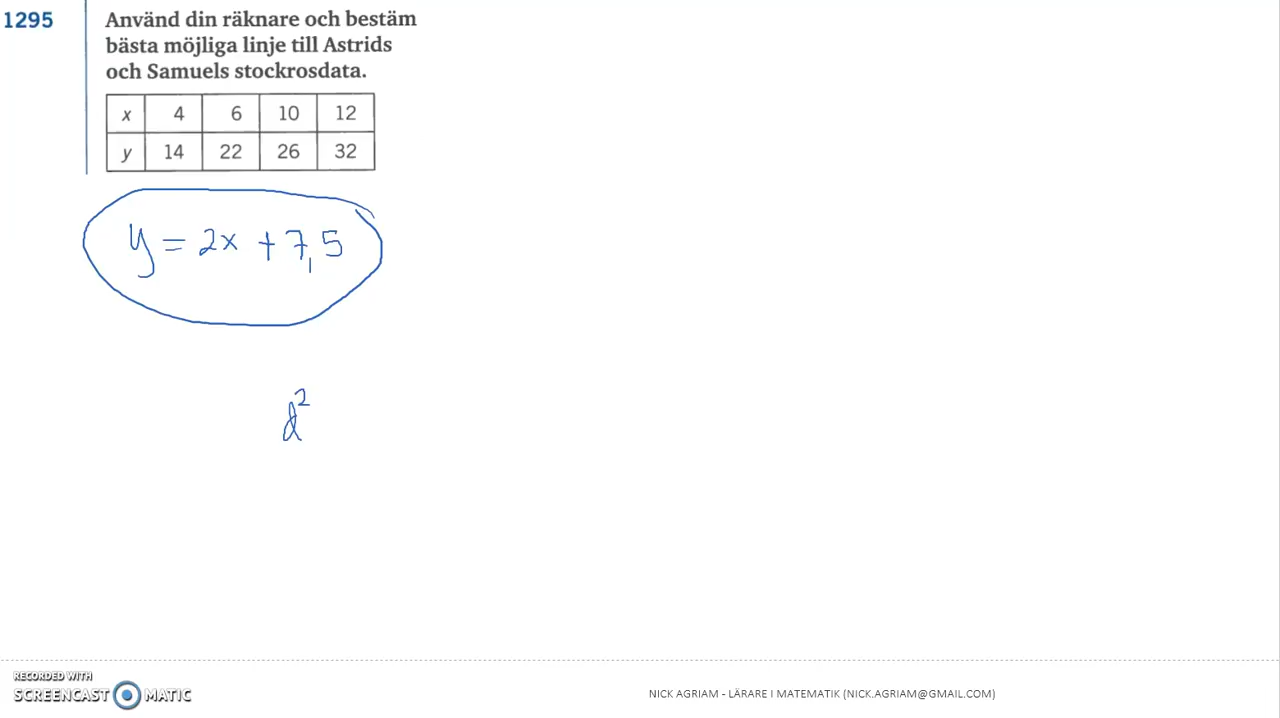 1295
Använd din räknare och bestäm
bästa möjliga linje till Astrids
och Samuels stockrosdata.
x 4 6 10 12
y 14 22 26 32
y = 2x + 7,5
d²
RECORDED WITH
SCREENCAST MATIC
NICK AGRIAM - LÄRARE I MATEMATIK (NICK.AGRIAM@GMAIL.COM)